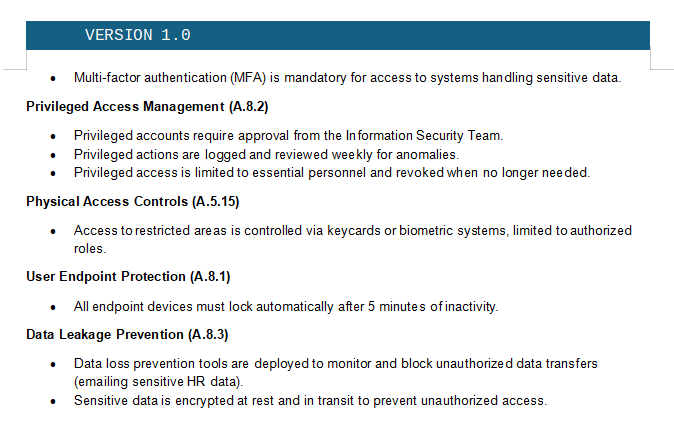 VERSION 1.0
• Multi-factor authentication (MFA) is mandatory for access to systems handling sensitive data.
Privileged Access Management (A.8.2)
• Privileged accounts require approval from the Information Security Team.
• Privileged actions are logged and reviewed weekly for anomalies.
• Privileged access is limited to essential personnel and revoked when no longer needed.
Physical Access Controls (A.5.15)
• Access to restricted areas is controlled via keycards or biometric systems, limited to authorized
roles.
User Endpoint Protection (A.8.1)
• All endpoint devices must lock automatically after 5 minutes of inactivity.
Data Leakage Prevention (A.8.3)
• Data loss prevention tools are deployed to monitor and block unauthorized data transfers
(emailing sensitive HR data).
• Sensitive data is encrypted at rest and in transit to prevent unauthorized access.